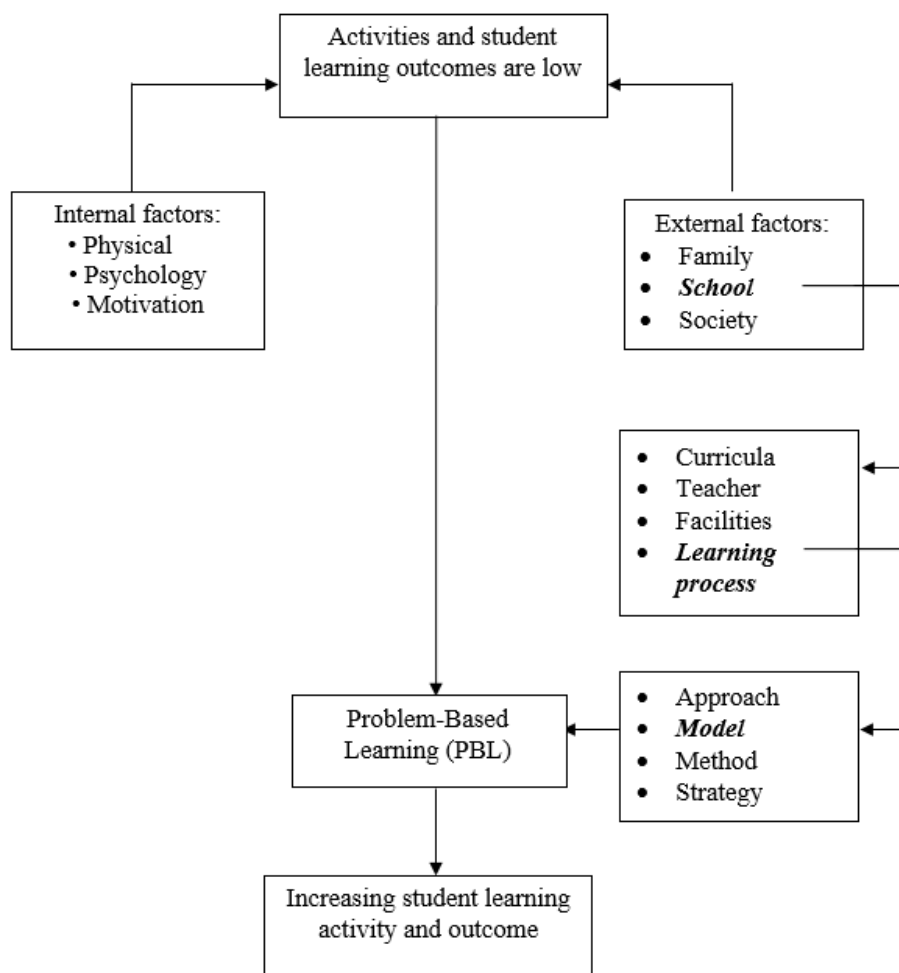 Activities and student
learning outcomes are low
Internal factors:
• Physical
• Psychology
• Motivation
External factors:
• Family
• School
• Society
• Curricula
• Teacher
• Facilities
• Learning
process
• Approach
• Model
• Method
• Strategy
Problem-Based
Learning (PBL)
Increasing student learning
activity and outcome